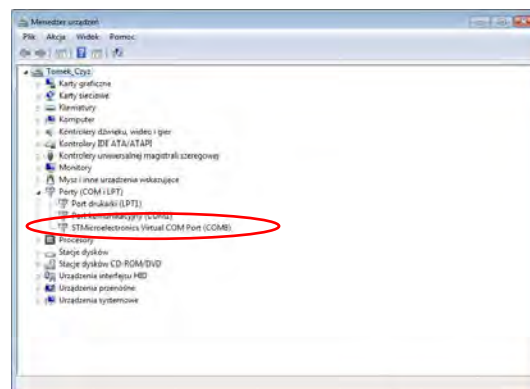 Menedżer urządzeń
Plik Akcja Widok Pomoc
Tomek_Czyz
Karty graficzne
Karty sieciowe
Klawiatury
Komputer
Kontrolery dźwięku, wideo i gier
Kontrolery IDE ATA/ATAPI
Kontrolery uniwersalnej magistrali szeregowej
Monitory
Mysz i inne urządzenia wskazujące
Porty (COM i LPT)
Port drukarki (LPT1)
Port komunikacyjny
STMicroelectronics Virtual COM Port (COM8)
Procesory
Stacje dysków
Stacje dysków CD-ROM/DVD
Urządzenia interfejsu HID
Urządzenia przenośne
Urządzenia systemowe